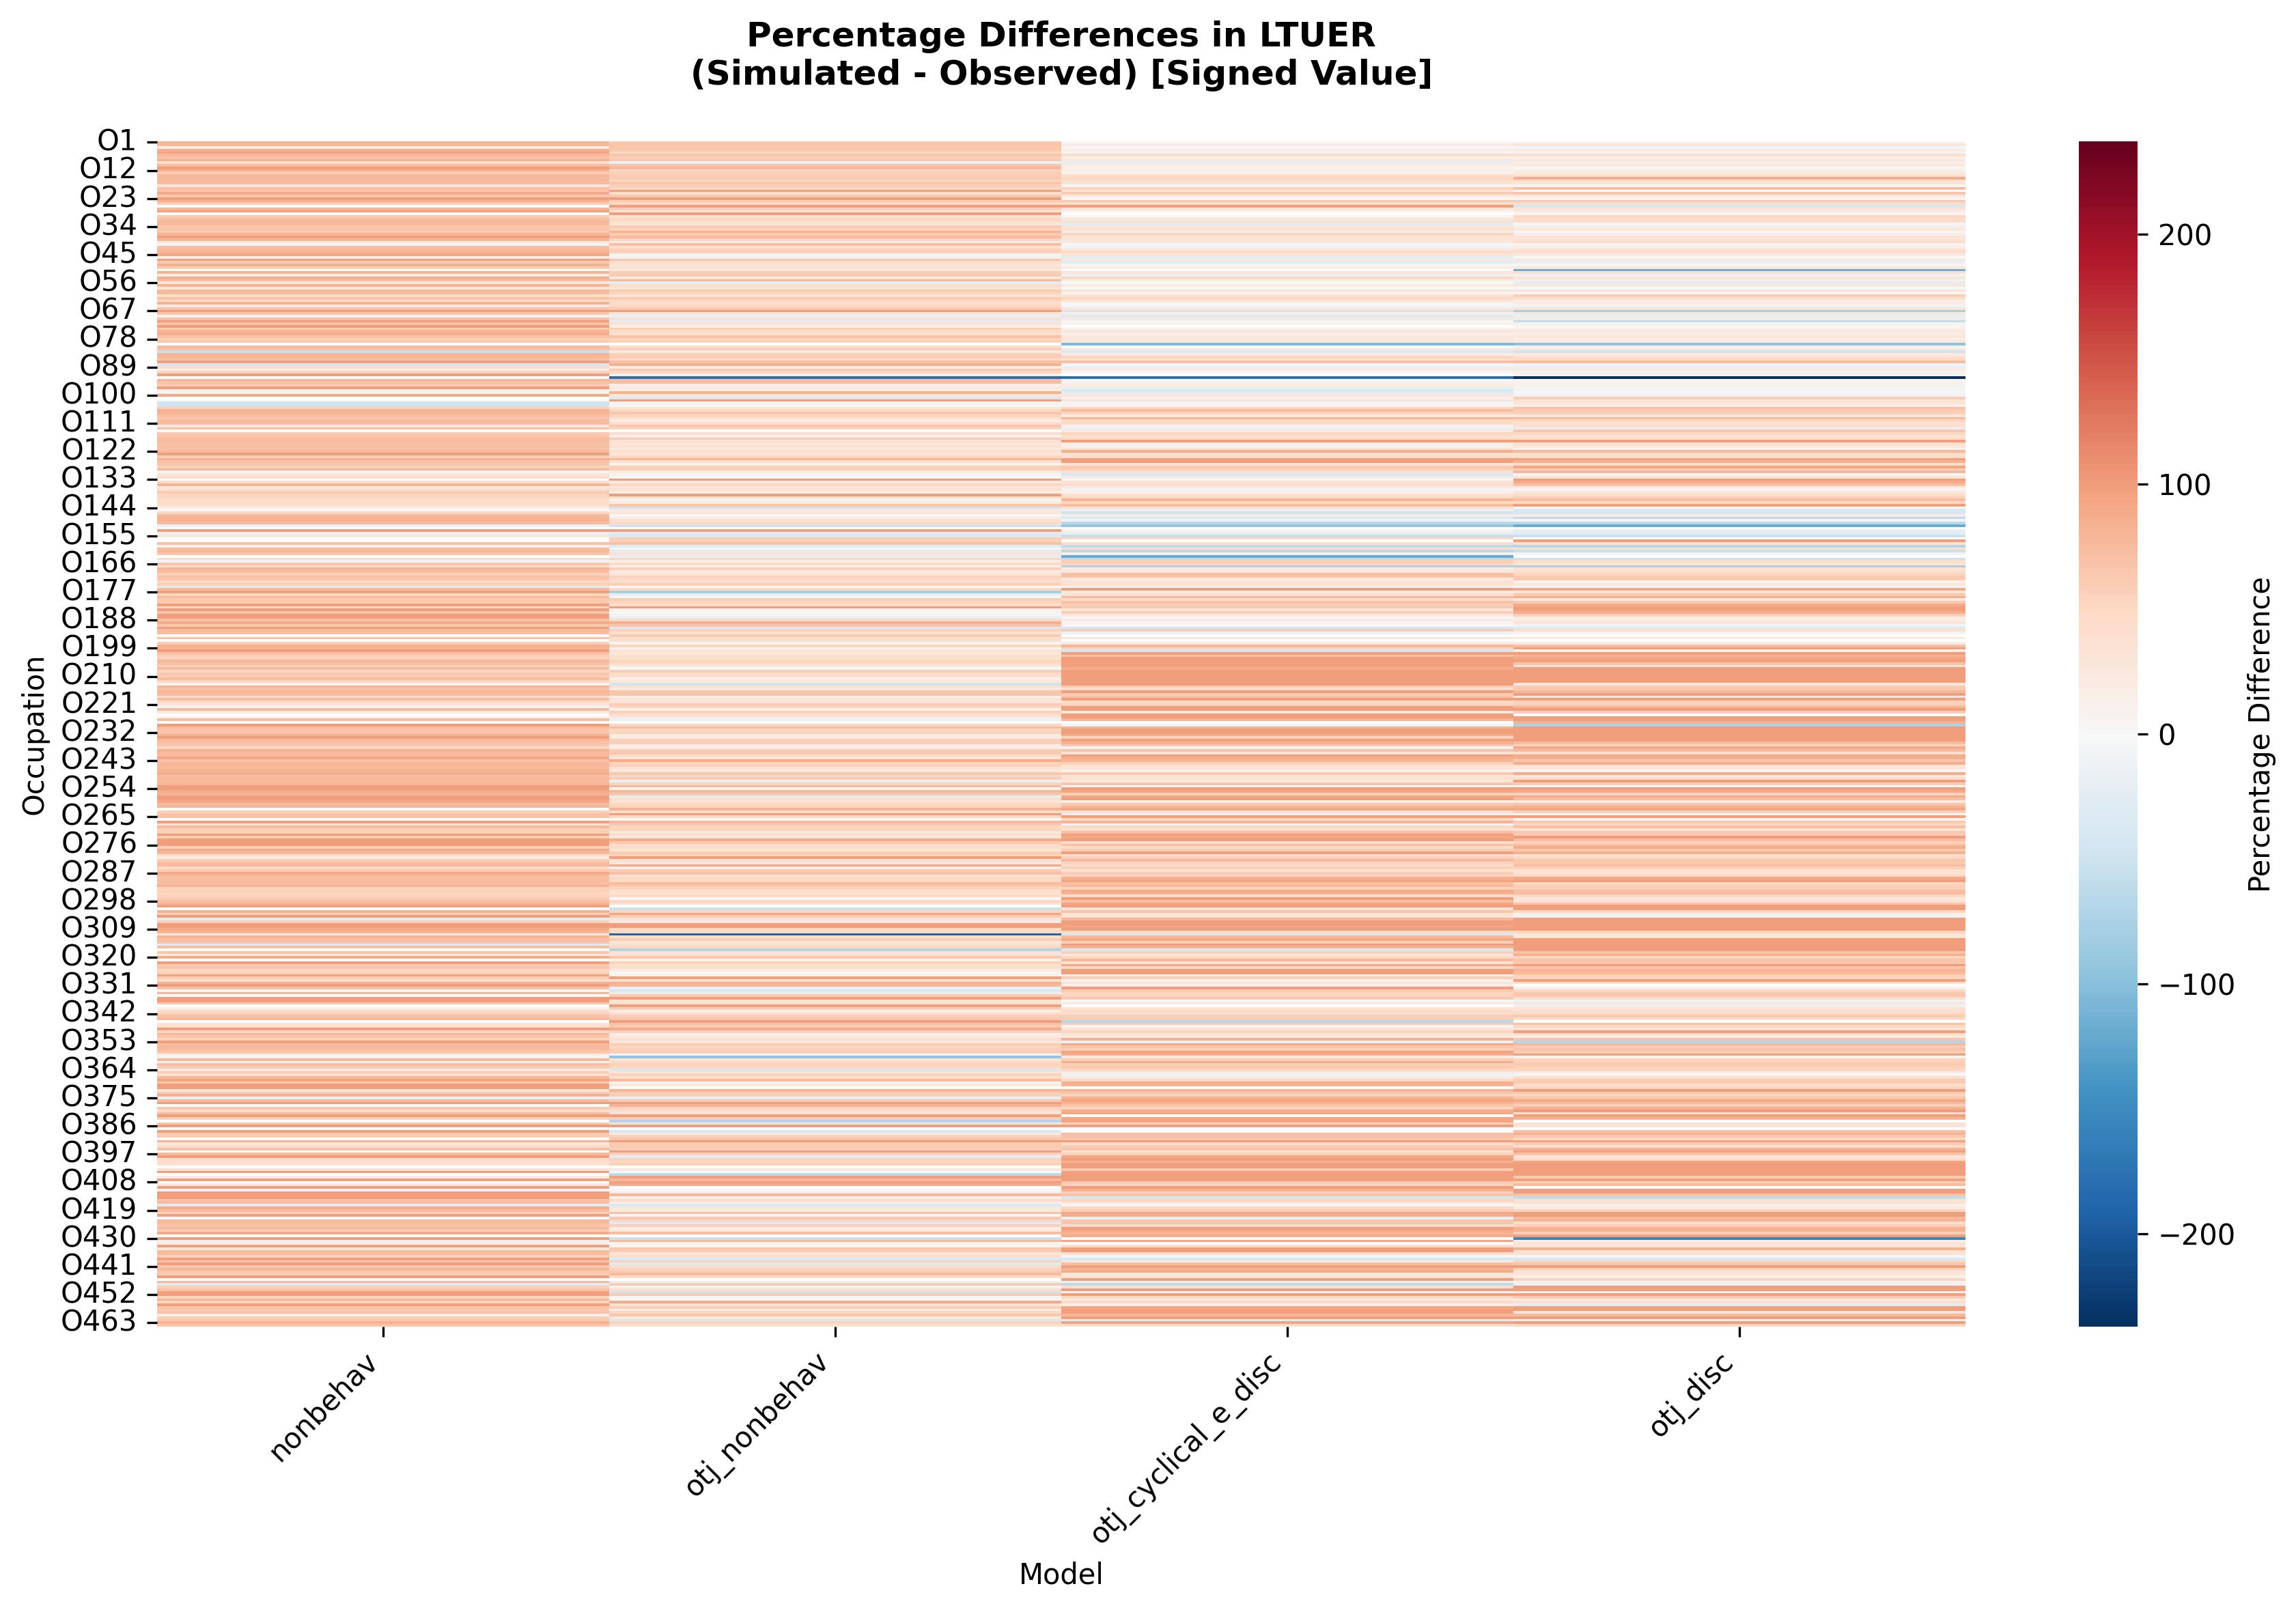 Percentage Differences in LTUER
(Simulated - Observed) [Signed Value]
Occupation
O1
O12
O23
O34
O45
O56
O67
O78
O89
O100
O111
O122
O133
O144
O155
O166
O177
O188
O199
O210
O221
O232
O243
O254
O265
O276
O287
O298
O309
O320
O331
O342
O353
O364
O375
O386
O397
O408
O419
O430
O441
O452
O463
nonbehav
otj_nonbehav
otj_cyclical_e_disc
otj_disc
Model
200
100
0
−100
−200
Percentage Difference